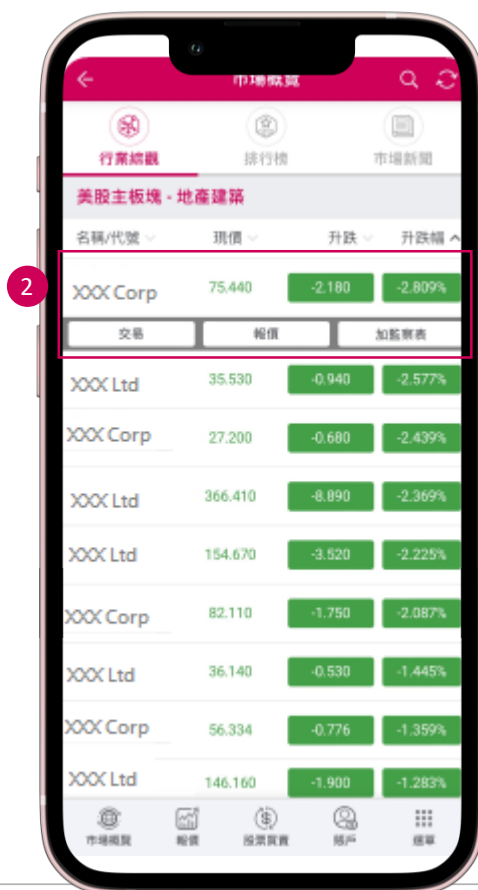 市場概覽
行業綜觀 排行榜 市場新聞
美股主板塊 - 地產建築
名稱/代號 現價 升跌 升跌幅
2
XXX Corp 75.440 -2.180 -2.809%
交易 報價 加監察表
XXX Ltd 35.530 -0.940 -2.577%
XXX Corp 27.200 -0.680 -2.439%
XXX Ltd 366.410 -8.890 -2.369%
XXX Ltd 154.670 -3.520 -2.225%
XXX Corp 82.110 -1.750 -2.087%
XXX Ltd 36.140 -0.530 -1.445%
XXX Corp 56.334 -0.776 -1.359%
XXX Ltd 146.160 -1.900 -1.283%
市場概覽 報價 股票買賣 賬戶 選單